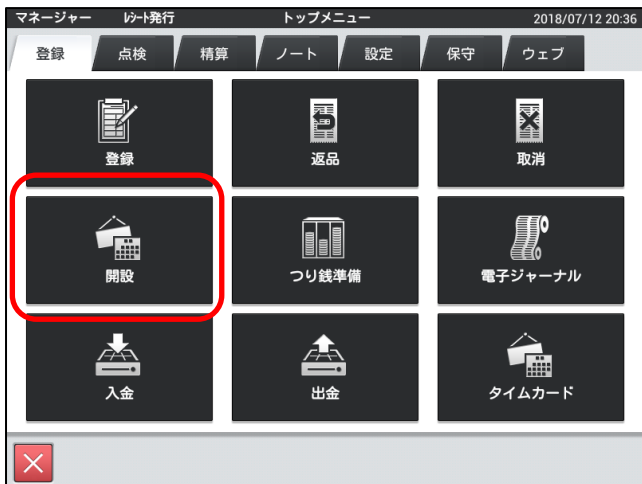 マネージャー ﾚｼｰﾄ発行 トップメニュー 2018/07/12 20:36
登録 点検 精算 ノート 設定 保守 ウェブ
登録 返品 取消
開設 つり銭準備 電子ジャーナル
入金 出金 タイムカード